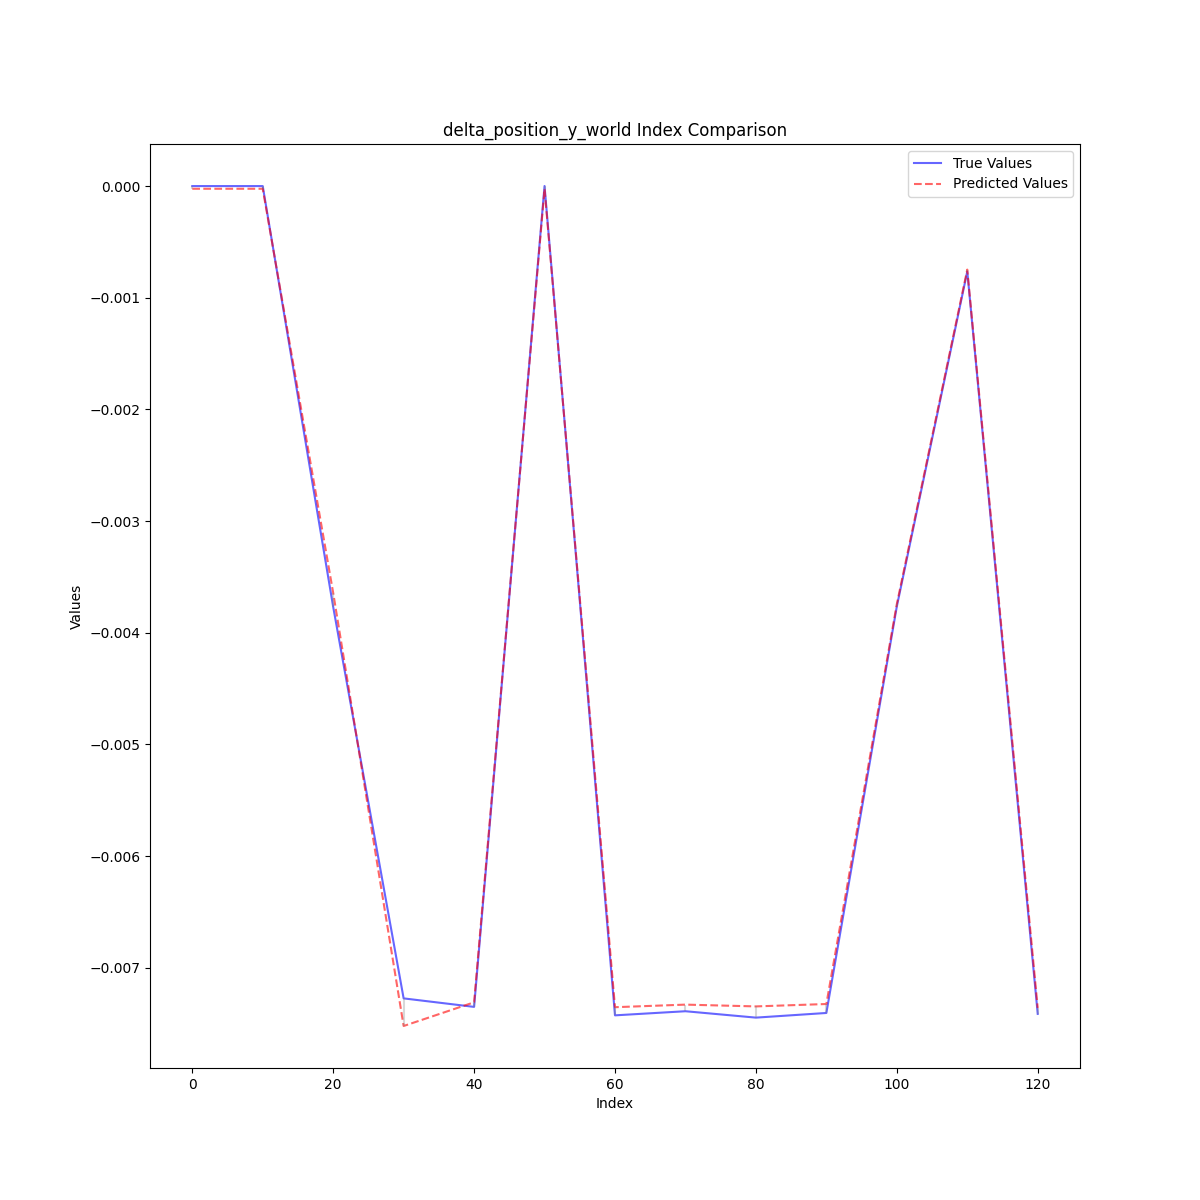 delta_position_y_world Index Comparison
True Values
Predicted Values
0.000
−0.001
−0.002
−0.003
−0.004
−0.005
−0.006
−0.007
Values
0 20 40 60 80 100 120
Index